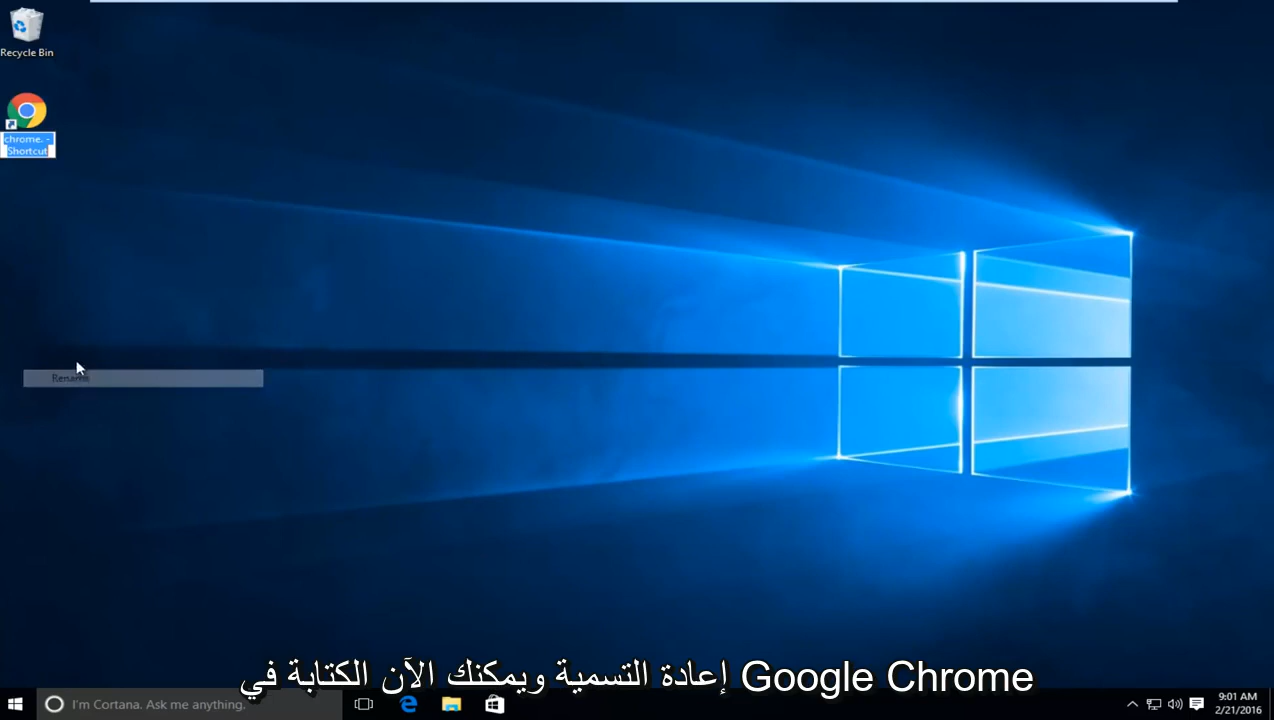 Recycle Bin
chrome. -
Shortcut
Rename
إعادة التسمية ويمكنك الآن الكتابة في Google Chrome
I'm Cortana. Ask me anything.
9:01 AM
2/21/2016